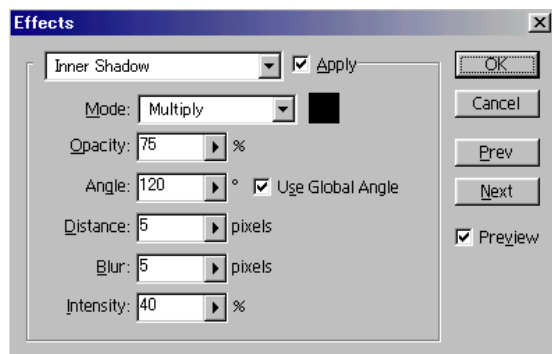 Effects
Inner Shadow Apply OK
Mode: Multiply Cancel
Opacity: 75 % Prev
Angle: 120 ° Use Global Angle Next
Distance: 5 pixels Preview
Blur: 5 pixels
Intensity: 40 %